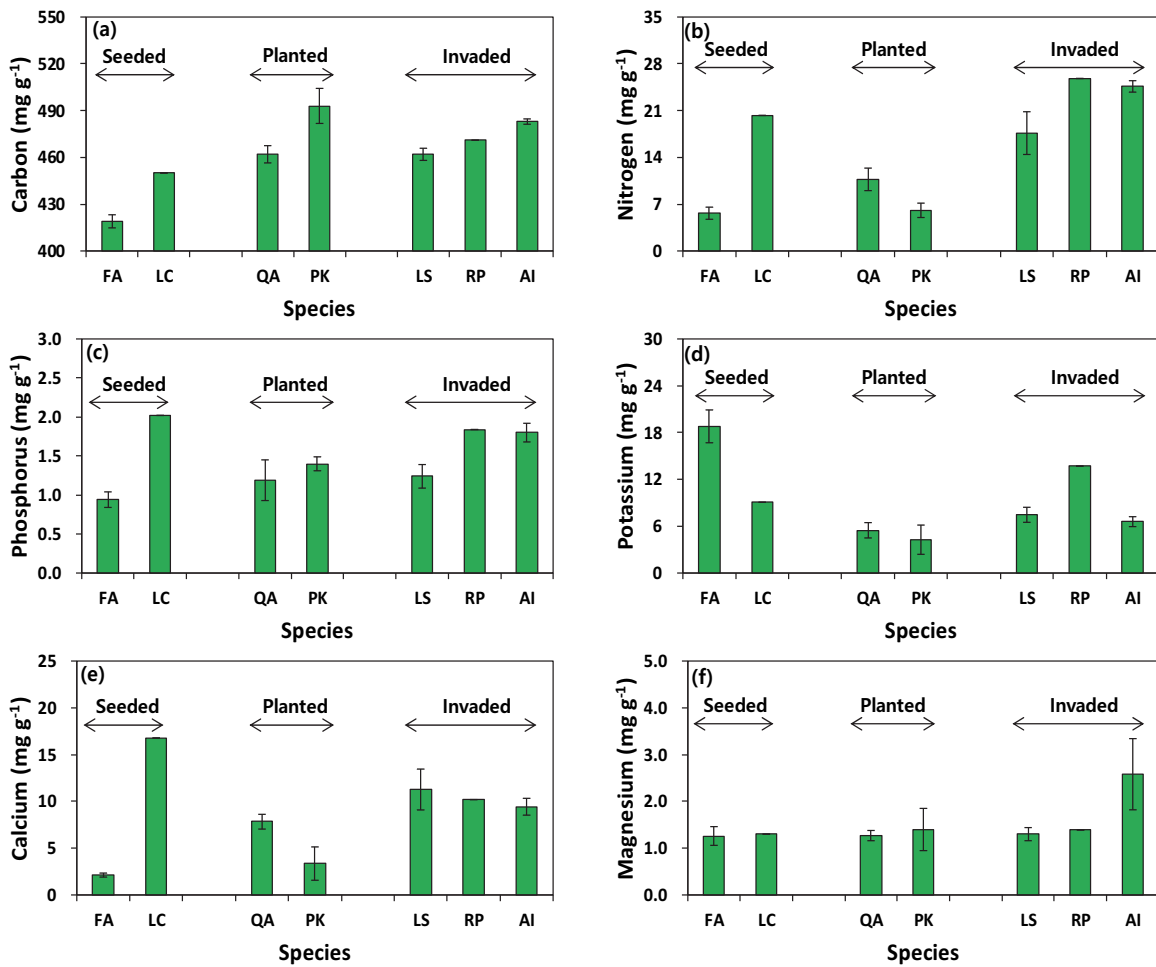 (a)
Carbon (mg g⁻¹)
550
520
490
460
430
400
Seeded Planted Invaded
FA LC QA PK LS RP AI
Species
(b)
Nitrogen (mg g⁻¹)
35
28
21
14
7
0
Seeded Planted Invaded
FA LC QA PK LS RP AI
Species
(c)
Phosphorus (mg g⁻¹)
3.0
2.5
2.0
1.5
1.0
0.5
0.0
Seeded Planted Invaded
FA LC QA PK LS RP AI
Species
(d)
Potassium (mg g⁻¹)
30
24
18
12
6
0
Seeded Planted Invaded
FA LC QA PK LS RP AI
Species
(e)
Calcium (mg g⁻¹)
25
20
15
10
5
0
Seeded Planted Invaded
FA LC QA PK LS RP AI
Species
(f)
Magnesium (mg g⁻¹)
5.0
4.0
3.0
2.0
1.0
0.0
Seeded Planted Invaded
FA LC QA PK LS RP AI
Species